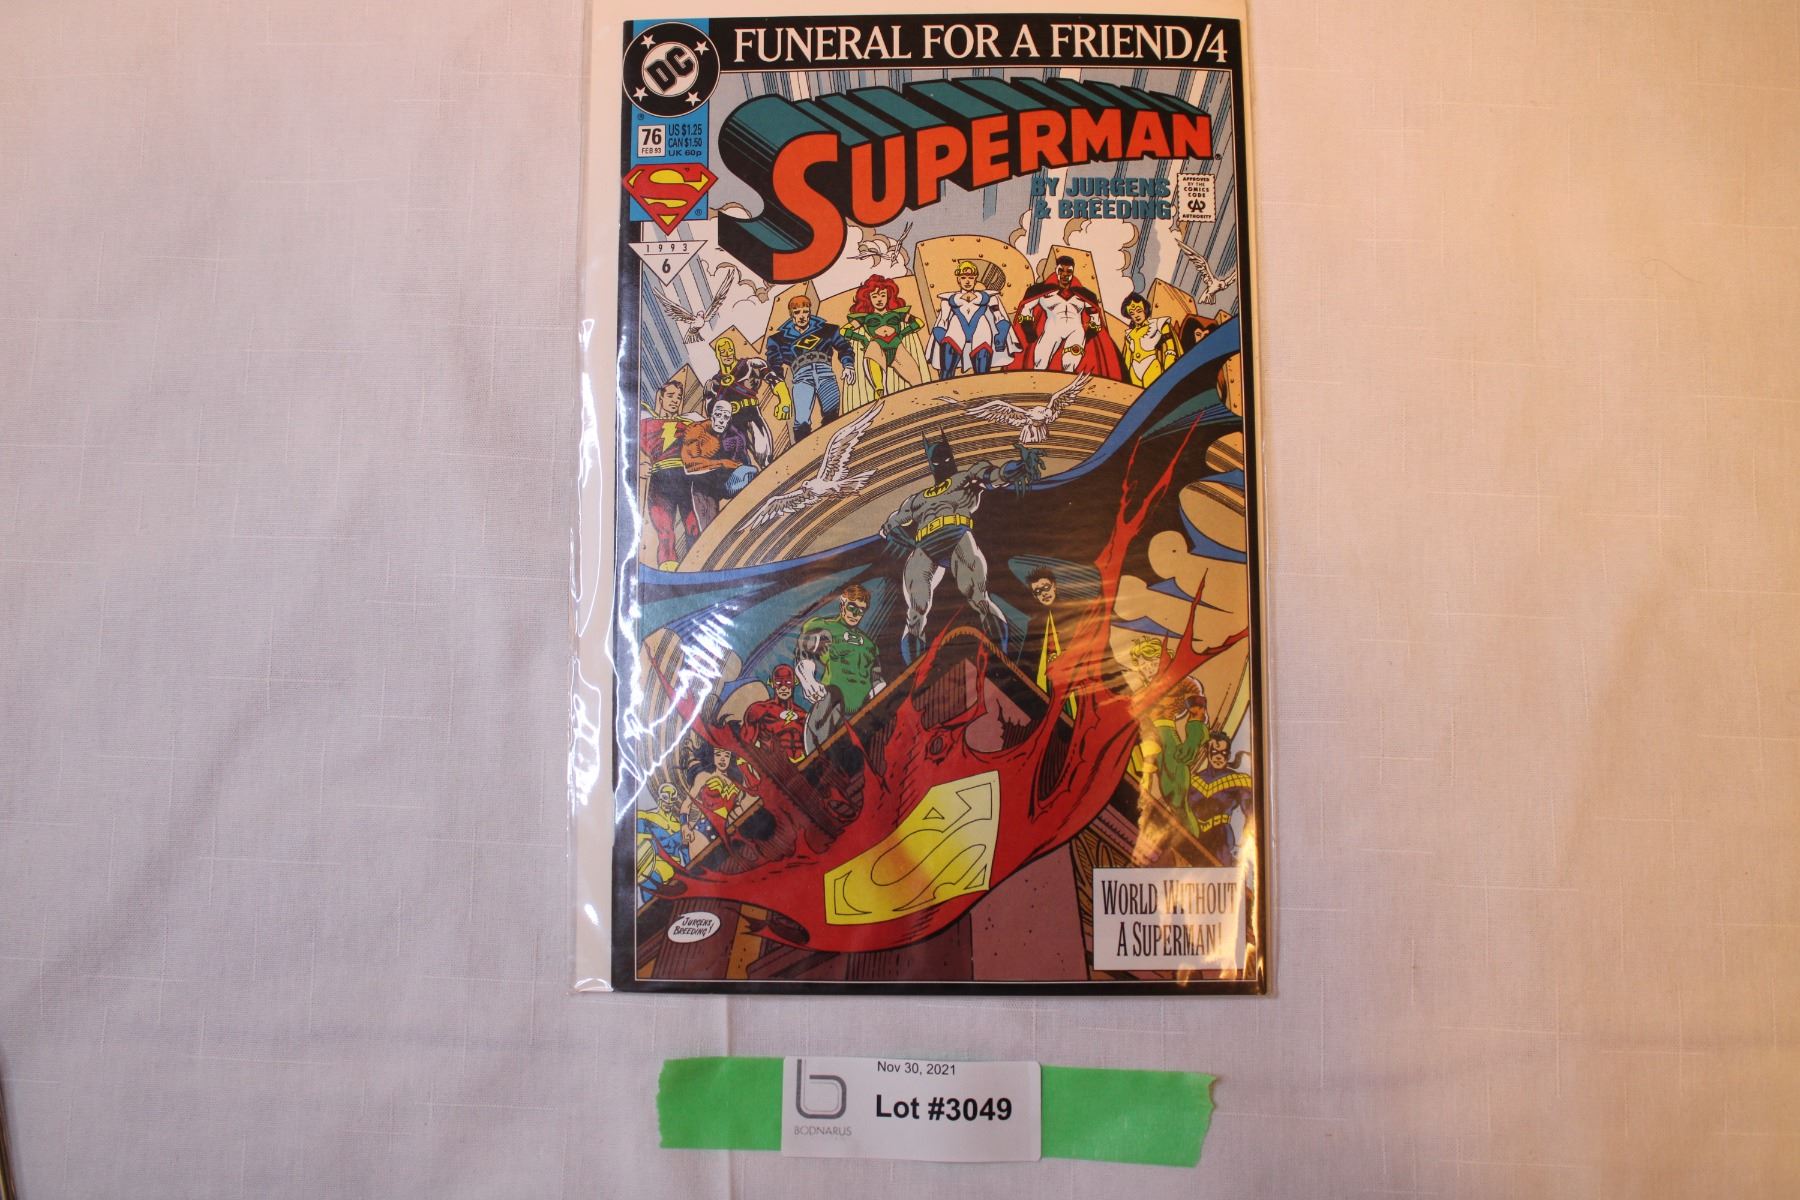 FUNERAL FOR A FRIEND/4
DC
®
76
FEB 93
US $1.25
CAN $1.50
UK 60p
S
®
1993
6
SUPERMAN®
BY JURGENS
& BREEDING
APPROVED
BY THE
COMICS
CODE
CA
AUTHORITY
JURGENS
BREEDING!
WORLD WITHOUT
A SUPERMAN!
Nov 30, 2021
Lot #3049
b
BODNARUS